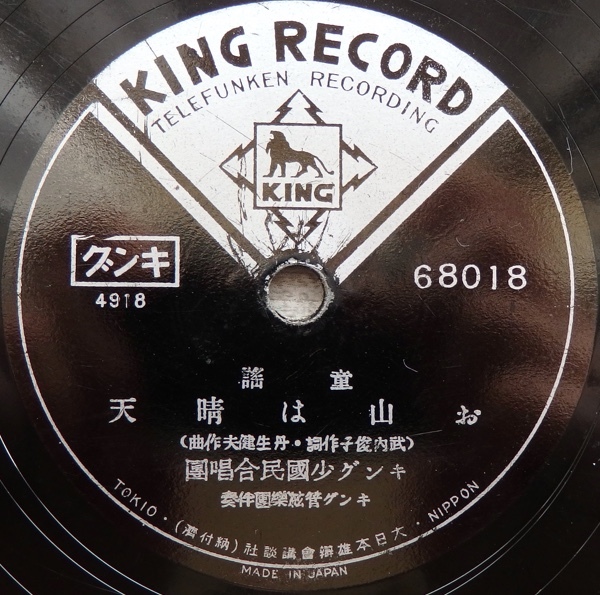 KING RECORD
TELEFUNKEN RECORDING
KING
キング
4918
68018
童謠
お山は晴天
(武内俊子作詞・丹生健夫作曲)
キング少國民合唱團
キング管絃樂團伴奏
TOKIO・大日本雄辯會講談社(納付濟)・NIPPON
MADE IN JAPAN